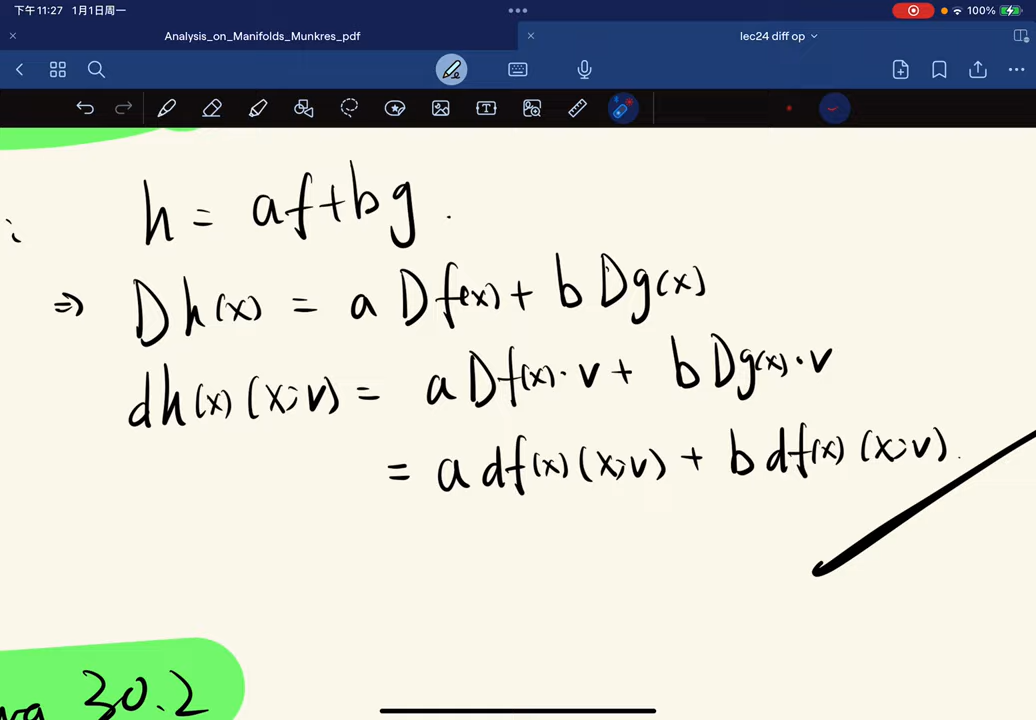 下午11:27 1月1日周一
100%
Analysis_on_Manifolds_Munkres_pdf
lec24 diff op
h = af+bg.
⇒ Dh(x) = a Df(x) + b Dg(x)
dh(x)(x;v) = a Df(x)·v + b Dg(x)·v
= a df(x)(x;v) + b df(x)(x;v).
30.2